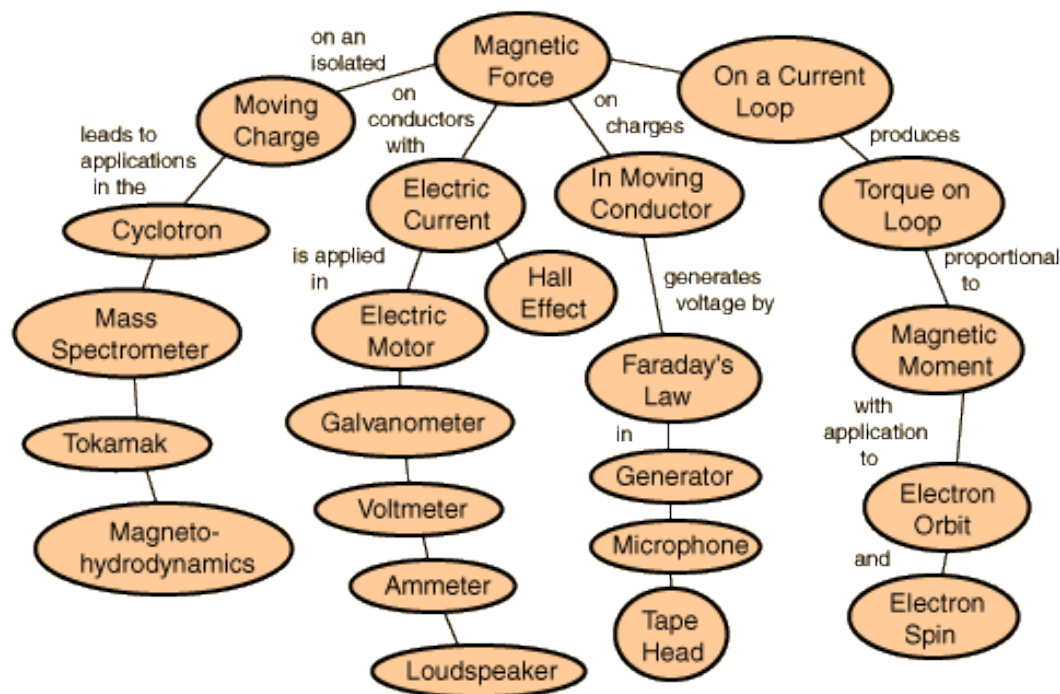 Magnetic
Force
on an
isolated
Moving
Charge
leads to
applications
in the
Cyclotron
Mass
Spectrometer
Tokamak
Magneto-
hydrodynamics
on
conductors
with
Electric
Current
is applied
in
Hall
Effect
Electric
Motor
Galvanometer
Voltmeter
Ammeter
Loudspeaker
on
charges
In Moving
Conductor
generates
voltage by
Faraday's
Law
in
Generator
Microphone
Tape
Head
On a Current
Loop
produces
Torque on
Loop
proportional
to
Magnetic
Moment
with
application
to
Electron
Orbit
and
Electron
Spin